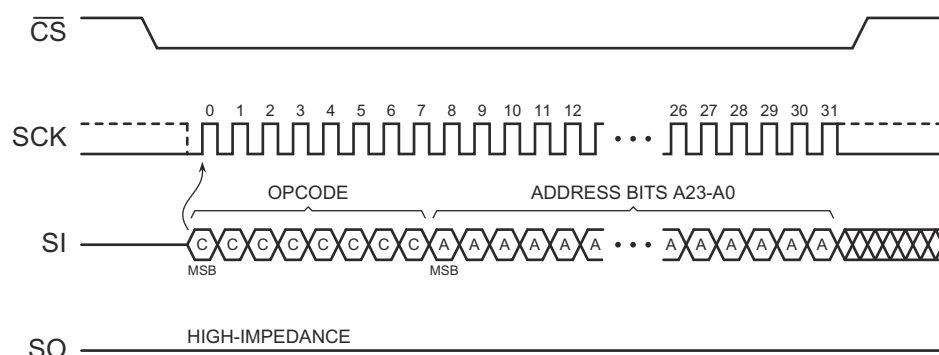 CS
SCK
0 1 2 3 4 5 6 7 8 9 10 11 12 26 27 28 29 30 31
OPCODE ADDRESS BITS A23-A0
SI
C C C C C C C C A A A A A A A A A A A A
MSB MSB
HIGH-IMPEDANCE
SO